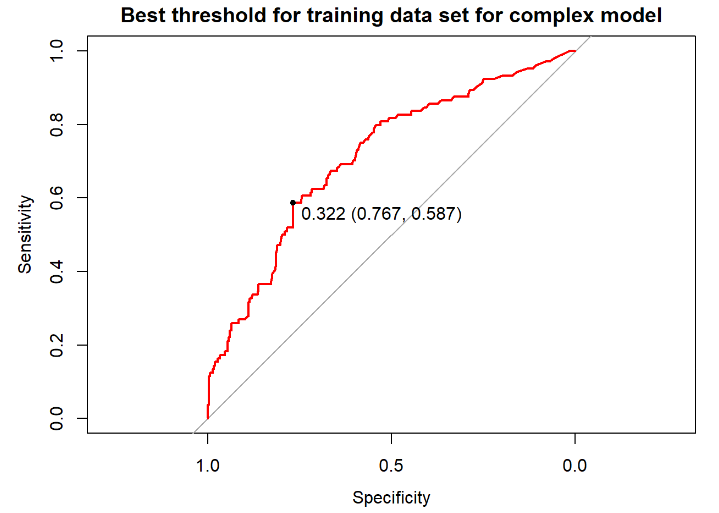 Best threshold for training data set for complex model
1.0
0.8
0.6
0.4
0.2
0.0
Sensitivity
0.322 (0.767, 0.587)
1.0 0.5 0.0
Specificity